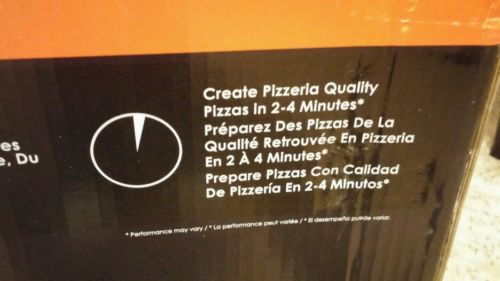 Create Pizzeria Quality
Pizzas In 2-4 Minutes*
Préparez Des Pizzas De La
Qualité Retrouvée En Pizzeria
En 2 À 4 Minutes*
Prepare Pizzas Con Calidad
De Pizzería En 2-4 Minutos*
es
e, Du
* Performance may vary / * La performance peut variée / * El desempeño puede variar.